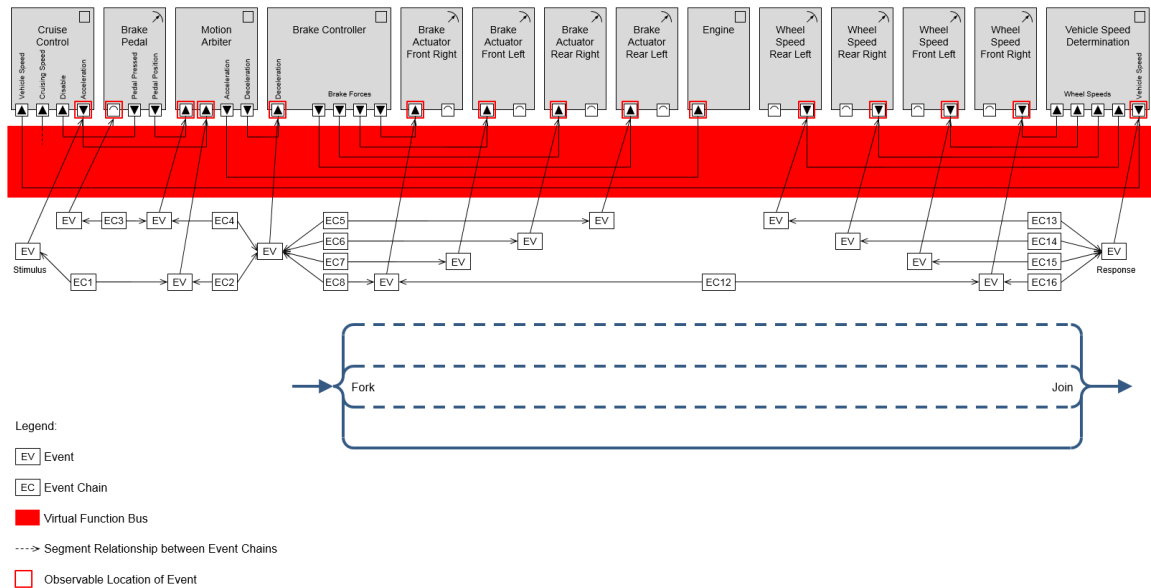 Cruise
Control
Brake
Pedal
Motion
Arbiter
Brake Controller
Brake
Actuator
Front Right
Brake
Actuator
Front Left
Brake
Actuator
Rear Right
Brake
Actuator
Rear Left
Engine
Wheel
Speed
Rear Left
Wheel
Speed
Rear Right
Wheel
Speed
Front Left
Wheel
Speed
Front Right
Vehicle Speed
Determination
Vehicle Speed
Cruising Speed
Disable
Acceleration
Pedal Pressed
Pedal Position
Acceleration
Deceleration
Deceleration
Brake Forces
Wheel Speeds
Vehicle Speed
EV
EC3
EV
EC4
EC5
EV
EV
EC13
EC6
EV
EV
EC14
EV
Stimulus
EV
EV
Response
EC7
EV
EV
EC15
EC1
EV
EC2
EC8
EV
EC12
EV
EC16
Fork
Join
Legend:
EV Event
EC Event Chain
Virtual Function Bus
Segment Relationship between Event Chains
Observable Location of Event